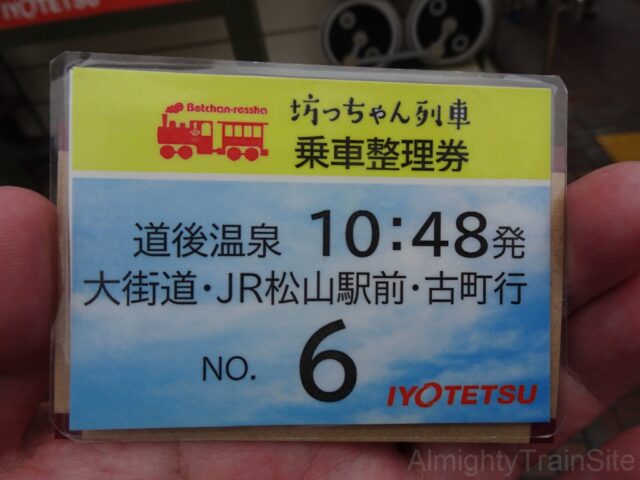 IYOTETSU
Botchan-ressha
坊っちゃん列車
乗車整理券
道後温泉 10:48発
大街道・JR松山駅前・古町行
NO. 6
IYOTETSU
AlmightyTrainSite